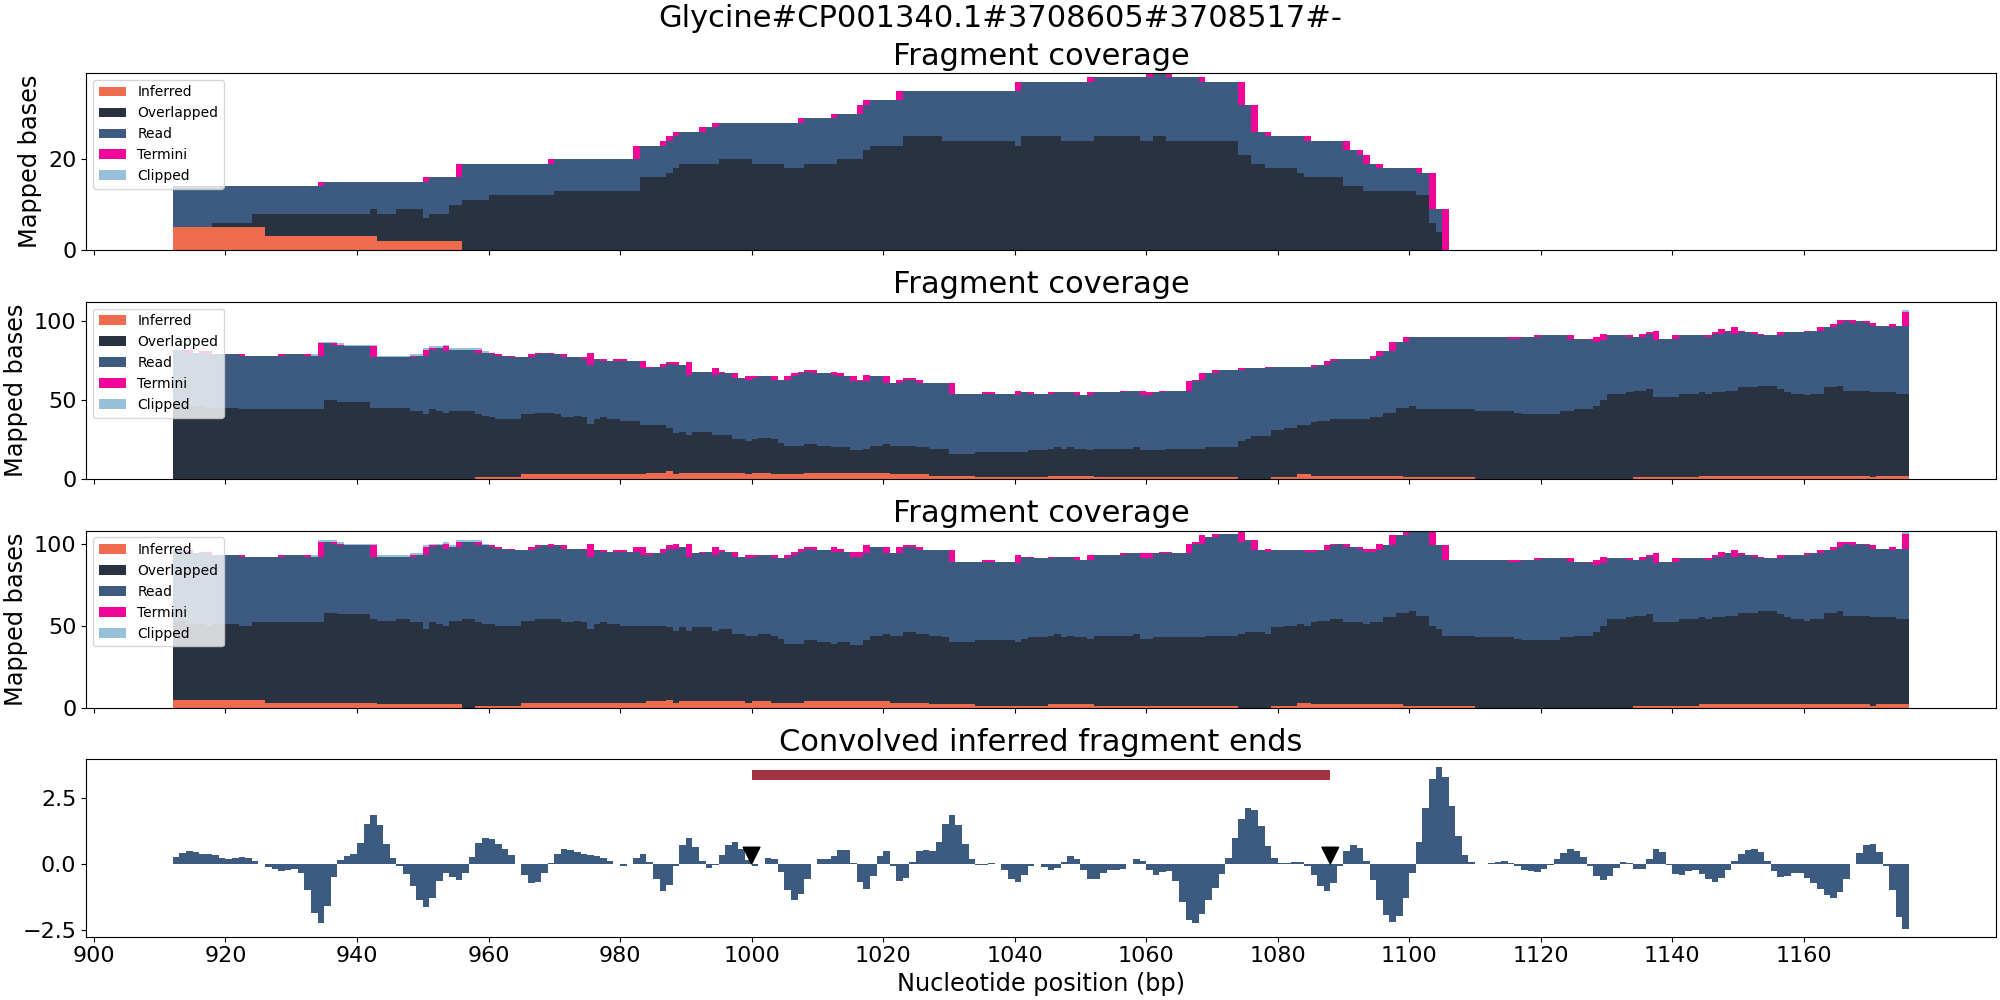 Glycine#CP001340.1#3708605#3708517#-
Fragment coverage
Mapped bases
20
0
Inferred
Overlapped
Read
Termini
Clipped
Fragment coverage
Mapped bases
100
50
0
Inferred
Overlapped
Read
Termini
Clipped
Fragment coverage
Mapped bases
100
50
0
Inferred
Overlapped
Read
Termini
Clipped
Convolved inferred fragment ends
2.5
0.0
−2.5
900 920 940 960 980 1000 1020 1040 1060 1080 1100 1120 1140 1160
Nucleotide position (bp)